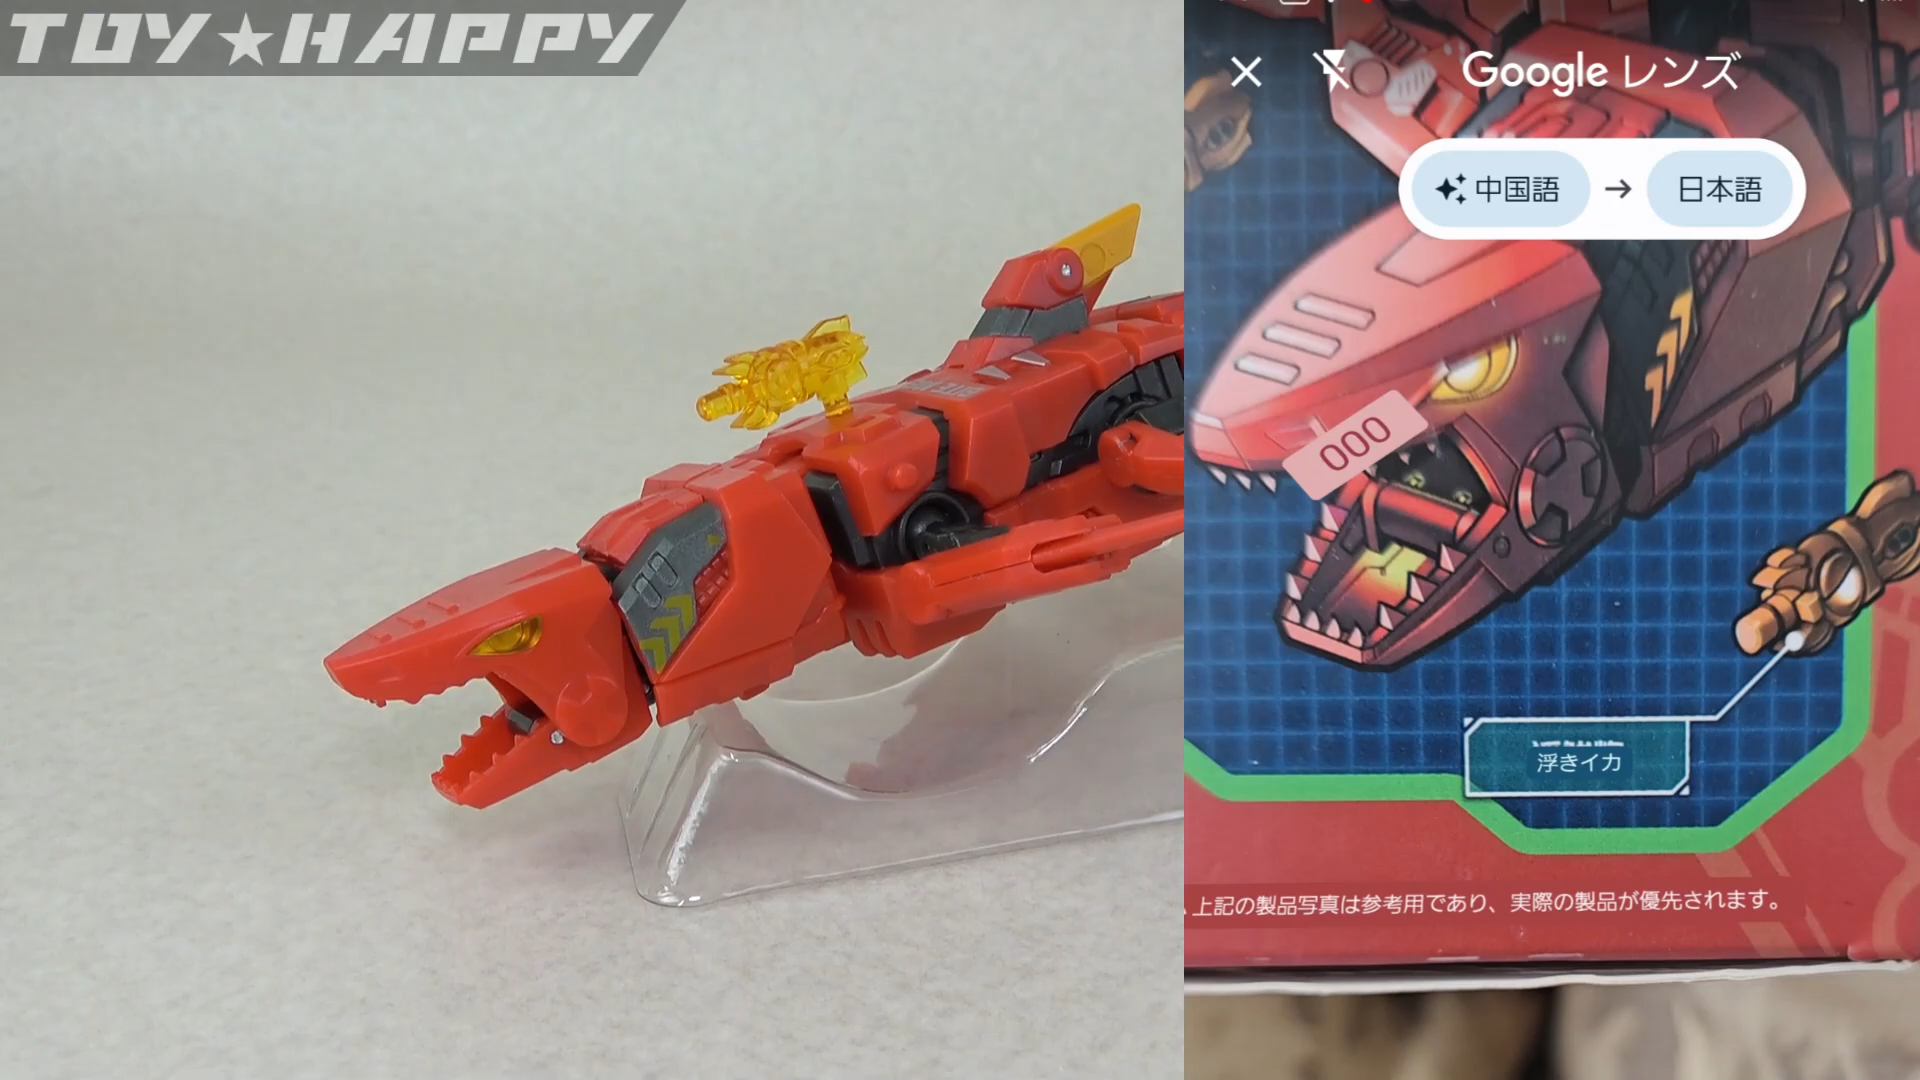 TOY★HAPPY
Google レンズ
中国語 → 日本語
000
浮きイカ
上記の製品写真は参考用であり、実際の製品が優先されます。